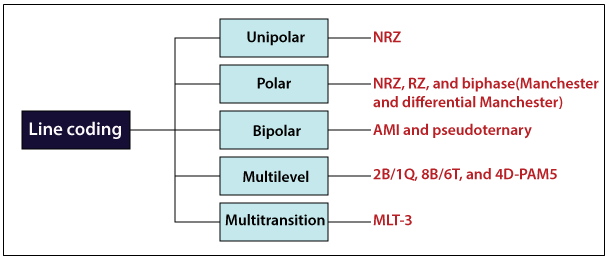 Line coding
Unipolar
NRZ
Polar
NRZ, RZ, and biphase(Manchester
and differential Manchester)
Bipolar
AMI and pseudoternary
Multilevel
2B/1Q, 8B/6T, and 4D-PAM5
Multitransition
MLT-3